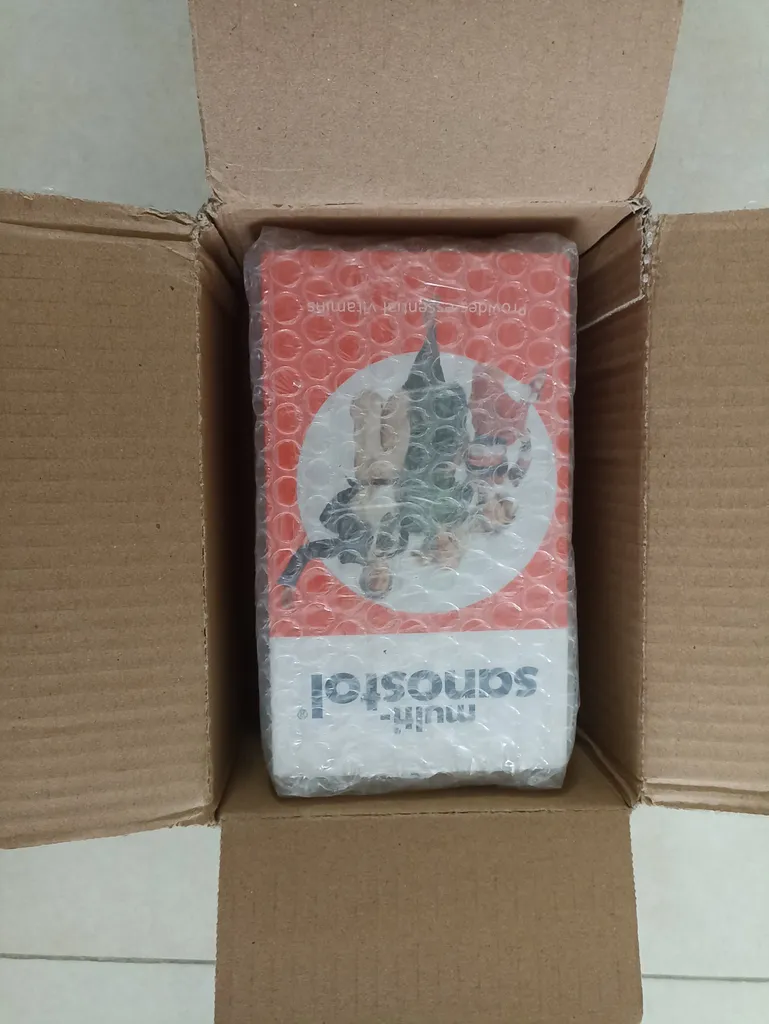 multi-
sanostol®
Provides essential vitamins